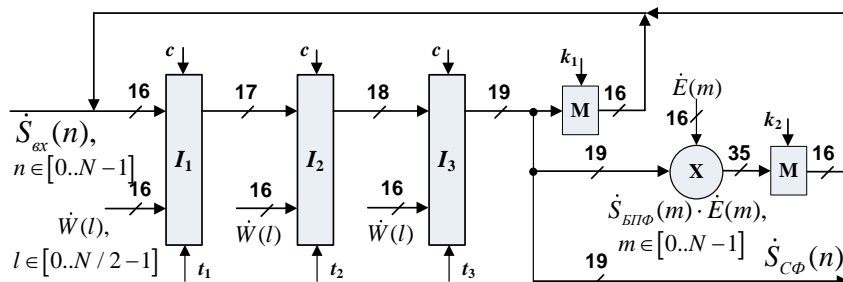 c
c
c
16
17
18
19
k₁
M
16
Ė(m)
16
k₂
M
16
Ṡвх(n),
n∈[0..N−1]
I₁
I₂
I₃
19
X
35
16
Ẇ(l),
l∈[0..N/2−1]
16
Ẇ(l)
16
Ẇ(l)
ṠБПФ(m)·Ė(m),
m∈[0..N−1]
ṠСФ(n)
19
t₁
t₂
t₃